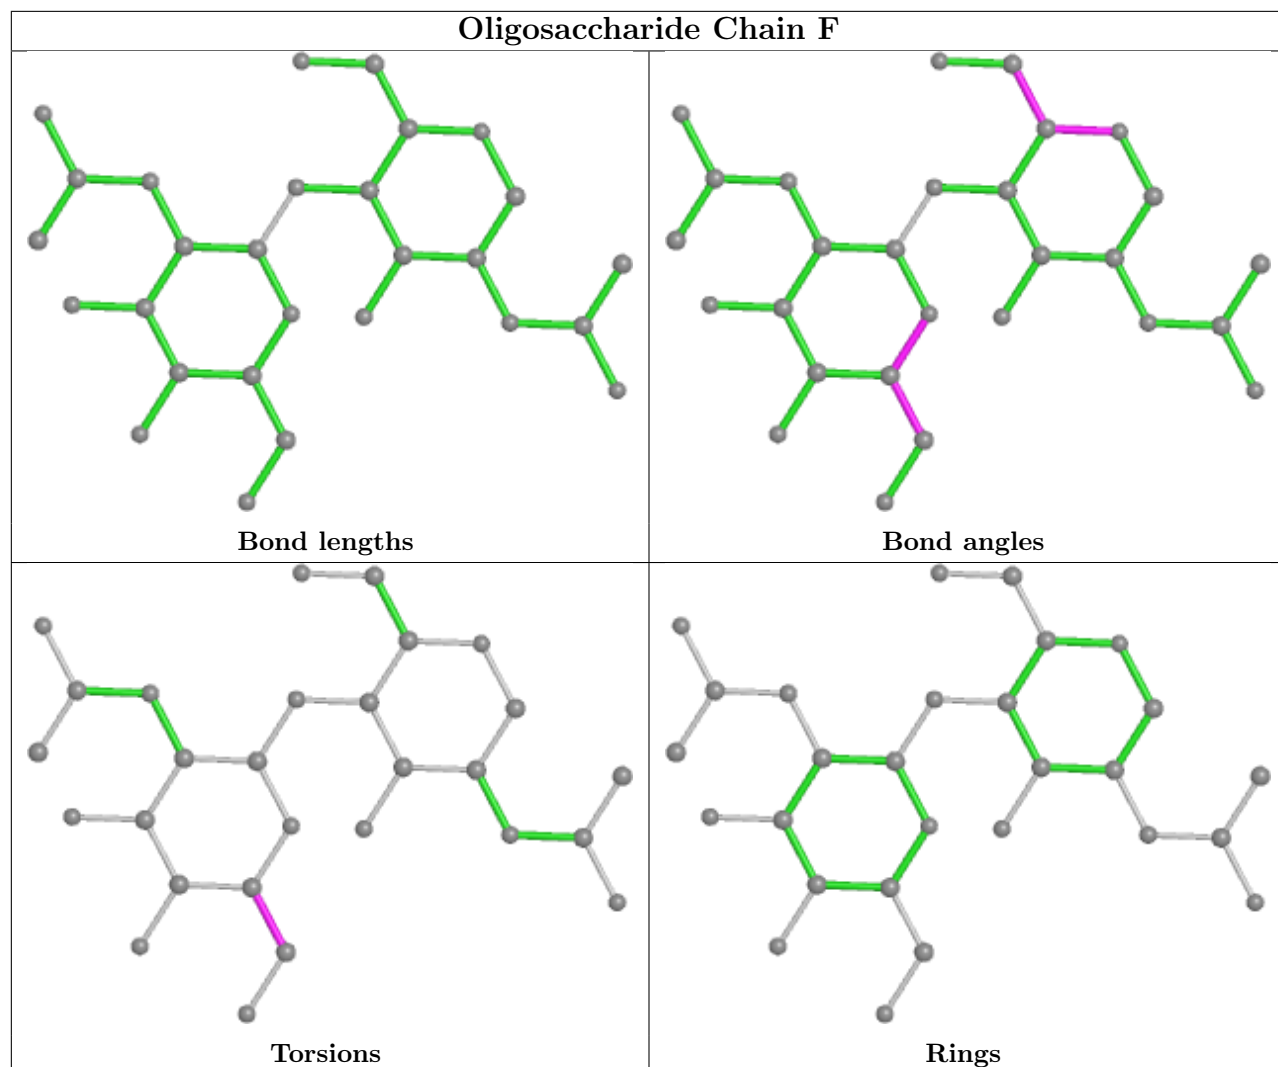 Oligosaccharide Chain F
Bond lengths
Bond angles
Torsions
Rings